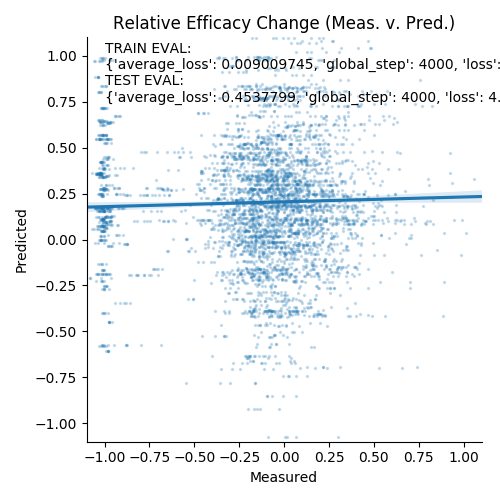 Relative Efficacy Change (Meas. v. Pred.)
TRAIN EVAL:
{'average_loss': 0.009009745, 'global_step': 4000, 'loss':
TEST EVAL:
{'average_loss': 0.4537799, 'global_step': 4000, 'loss': 4.
1.00
0.75
0.50
0.25
0.00
−0.25
−0.50
−0.75
−1.00
Predicted
−1.00 −0.75 −0.50 −0.25 0.00 0.25 0.50 0.75 1.00
Measured